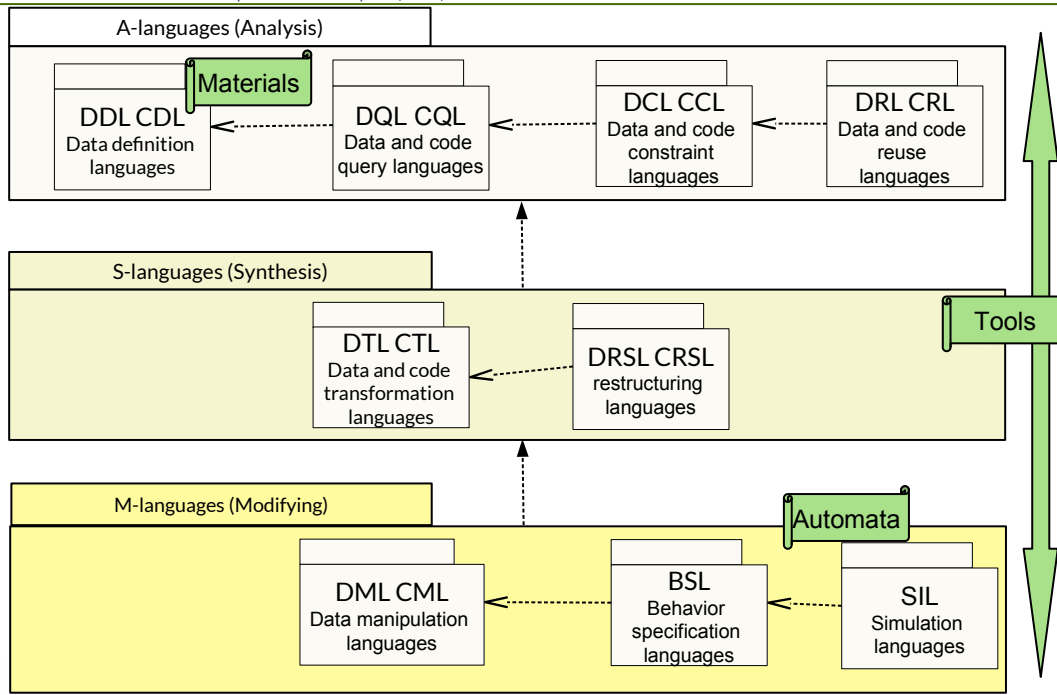 A-languages (Analysis)
Materials
DDL CDL
Data definition
languages
DQL CQL
Data and code
query languages
DCL CCL
Data and code
constraint
languages
DRL CRL
Data and code
reuse
languages
S-languages (Synthesis)
Tools
DTL CTL
Data and code
transformation
languages
DRSL CRSL
restructuring
languages
M-languages (Modifying)
Automata
DML CML
Data manipulation
languages
BSL
Behavior
specification
languages
SIL
Simulation
languages